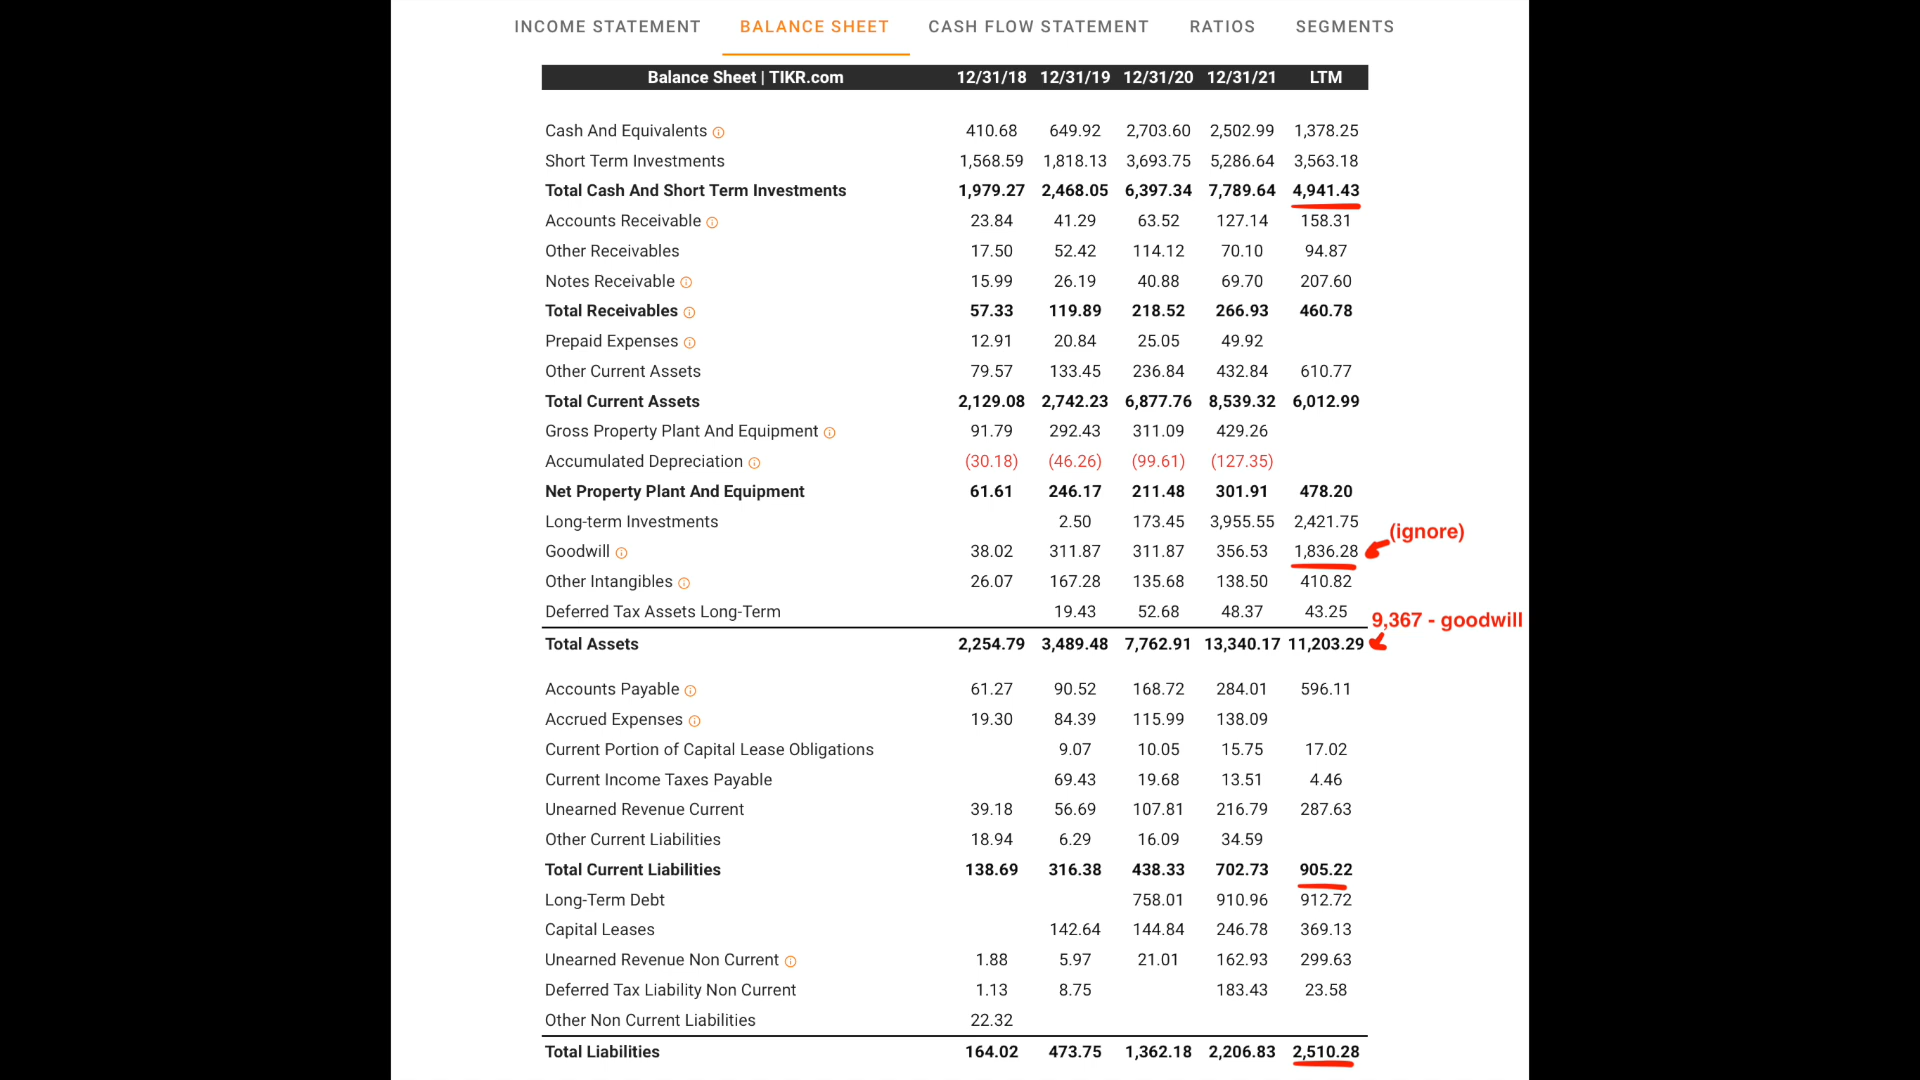 INCOME STATEMENT BALANCE SHEET CASH FLOW STATEMENT RATIOS SEGMENTS
Balance Sheet | TIKR.com 12/31/18 12/31/19 12/31/20 12/31/21 LTM
Cash And Equivalents 410.68 649.92 2,703.60 2,502.99 1,378.25
Short Term Investments 1,568.59 1,818.13 3,693.75 5,286.64 3,563.18
Total Cash And Short Term Investments 1,979.27 2,468.05 6,397.34 7,789.64 4,941.43
Accounts Receivable 23.84 41.29 63.52 127.14 158.31
Other Receivables 17.50 52.42 114.12 70.10 94.87
Notes Receivable 15.99 26.19 40.88 69.70 207.60
Total Receivables 57.33 119.89 218.52 266.93 460.78
Prepaid Expenses 12.91 20.84 25.05 49.92
Other Current Assets 79.57 133.45 236.84 432.84 610.77
Total Current Assets 2,129.08 2,742.23 6,877.76 8,539.32 6,012.99
Gross Property Plant And Equipment 91.79 292.43 311.09 429.26
Accumulated Depreciation (30.18) (46.26) (99.61) (127.35)
Net Property Plant And Equipment 61.61 246.17 211.48 301.91 478.20
Long-term Investments 2.50 173.45 3,955.55 2,421.75
(ignore)
Goodwill 38.02 311.87 311.87 356.53 1,836.28
Other Intangibles 26.07 167.28 135.68 138.50 410.82
Deferred Tax Assets Long-Term 19.43 52.68 48.37 43.25
9,367 - goodwill
Total Assets 2,254.79 3,489.48 7,762.91 13,340.17 11,203.29
Accounts Payable 61.27 90.52 168.72 284.01 596.11
Accrued Expenses 19.30 84.39 115.99 138.09
Current Portion of Capital Lease Obligations 9.07 10.05 15.75 17.02
Current Income Taxes Payable 69.43 19.68 13.51 4.46
Unearned Revenue Current 39.18 56.69 107.81 216.79 287.63
Other Current Liabilities 18.94 6.29 16.09 34.59
Total Current Liabilities 138.69 316.38 438.33 702.73 905.22
Long-Term Debt 758.01 910.96 912.72
Capital Leases 142.64 144.84 246.78 369.13
Unearned Revenue Non Current 1.88 5.97 21.01 162.93 299.63
Deferred Tax Liability Non Current 1.13 8.75 183.43 23.58
Other Non Current Liabilities 22.32
Total Liabilities 164.02 473.75 1,362.18 2,206.83 2,510.28